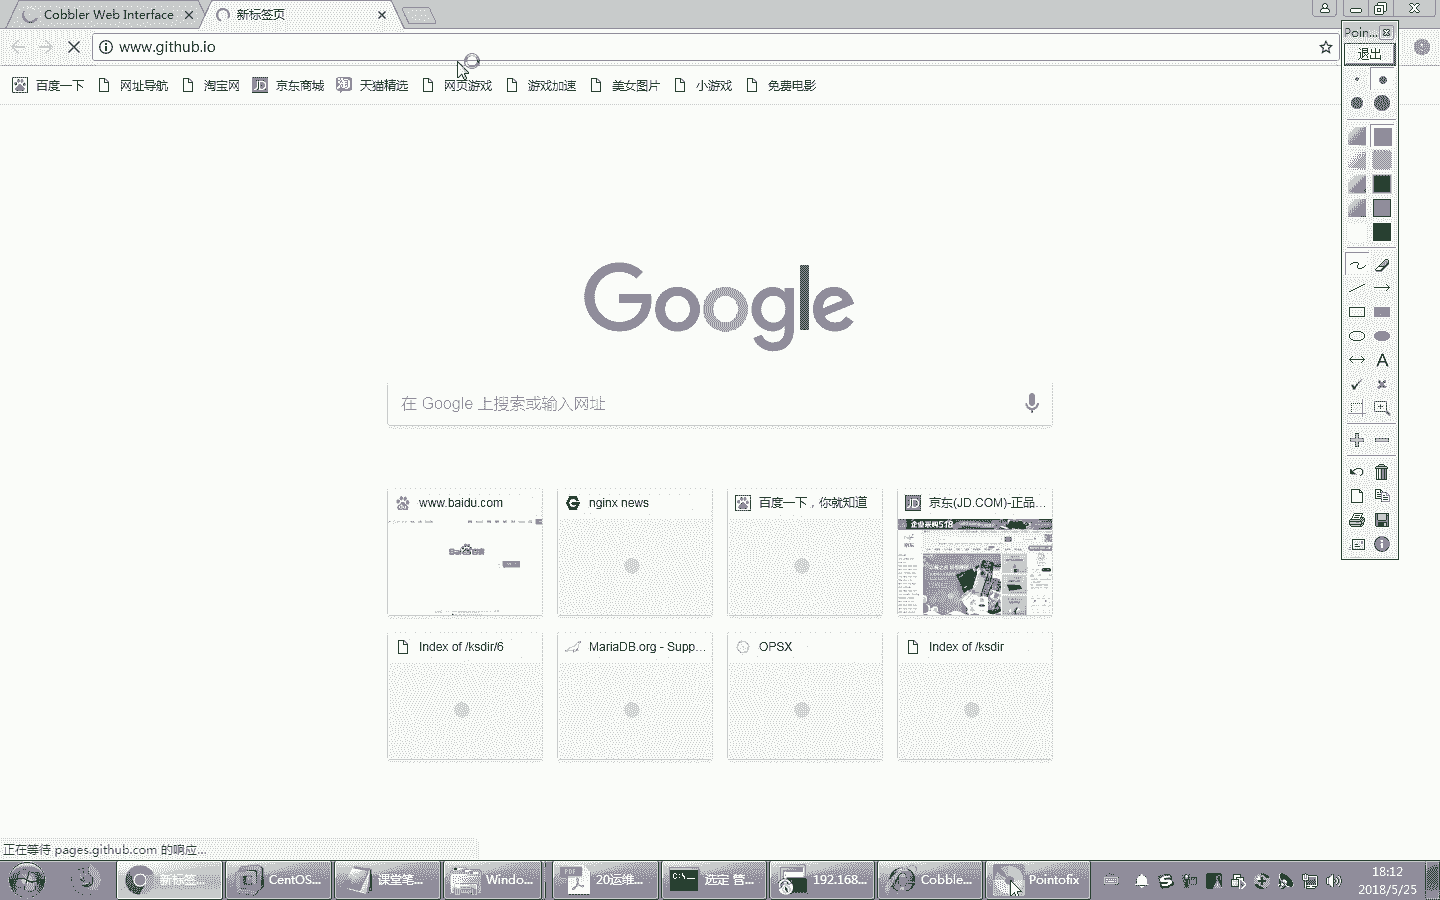 Cobbler Web Interface
新标签页
Poin...
www.github.io
退出
百度一下
网址导航
淘宝网
京东商城
天猫精选
网页游戏
游戏加速
美女图片
小游戏
免费电影
Google
在 Google 上搜索或输入网址
www.baidu.com
nginx news
百度一下，你就知道
京东(JD.COM)-正品...
Index of /ksdir/6
MariaDB.org - Supp...
OPSX
Index of /ksdir
正在等待 pages.github.com 的响应...
新标签...
CentOS...
课堂笔...
Windo...
20运维...
选定 管...
192.168...
Cobble...
Pointofix
18:12
2018/5/25